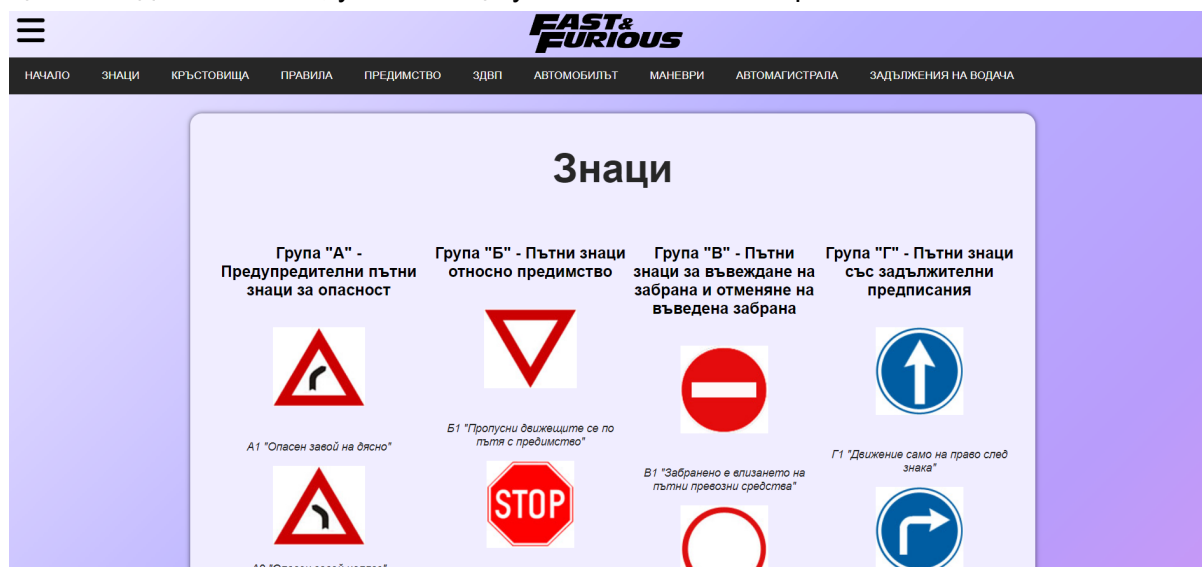 FAST&
FURIOUS
НАЧАЛО ЗНАЦИ КРЪСТОВИЩА ПРАВИЛА ПРЕДИМСТВО ЗДВП АВТОМОБИЛЪТ МАНЕВРИ АВТОМАГИСТРАЛА ЗАДЪЛЖЕНИЯ НА ВОДАЧА
Знаци
Група "А" -
Предупредителни пътни
знаци за опасност
А1 "Опасен завой на дясно"
Група "Б" - Пътни знаци
относно предимство
Б1 "Пропусни движещите се по
пътя с предимство"
STOP
Група "В" - Пътни
знаци за въвеждане на
забрана и отменяне на
въведена забрана
В1 "Забранено е влизането на
пътни превозни средства"
Група "Г" - Пътни знаци
със задължителни
предписания
Г1 "Движение само на право след
знака"